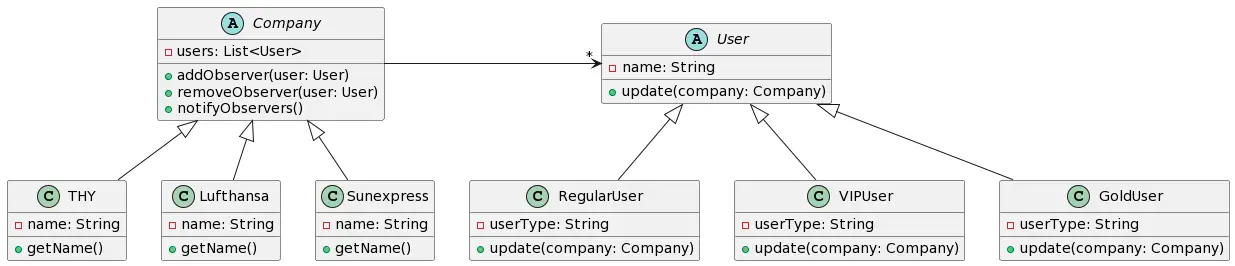 A Company
users: List<User>
addObserver(user: User)
removeObserver(user: User)
notifyObservers()
*
A User
name: String
update(company: Company)
C THY
name: String
getName()
C Lufthansa
name: String
getName()
C Sunexpress
name: String
getName()
C RegularUser
userType: String
update(company: Company)
C VIPUser
userType: String
update(company: Company)
C GoldUser
userType: String
update(company: Company)